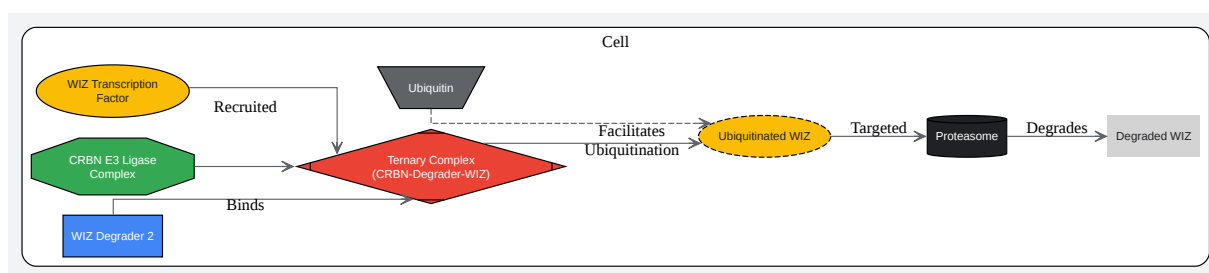 Cell
WIZ Transcription
Factor
Recruited
Ubiquitin
CRBN E3 Ligase
Complex
Ternary Complex
(CRBN-Degrader-WIZ)
Facilitates
Ubiquitination
Ubiquitinated WIZ
Targeted
Proteasome
Degrades
Degraded WIZ
Binds
WIZ Degrader 2